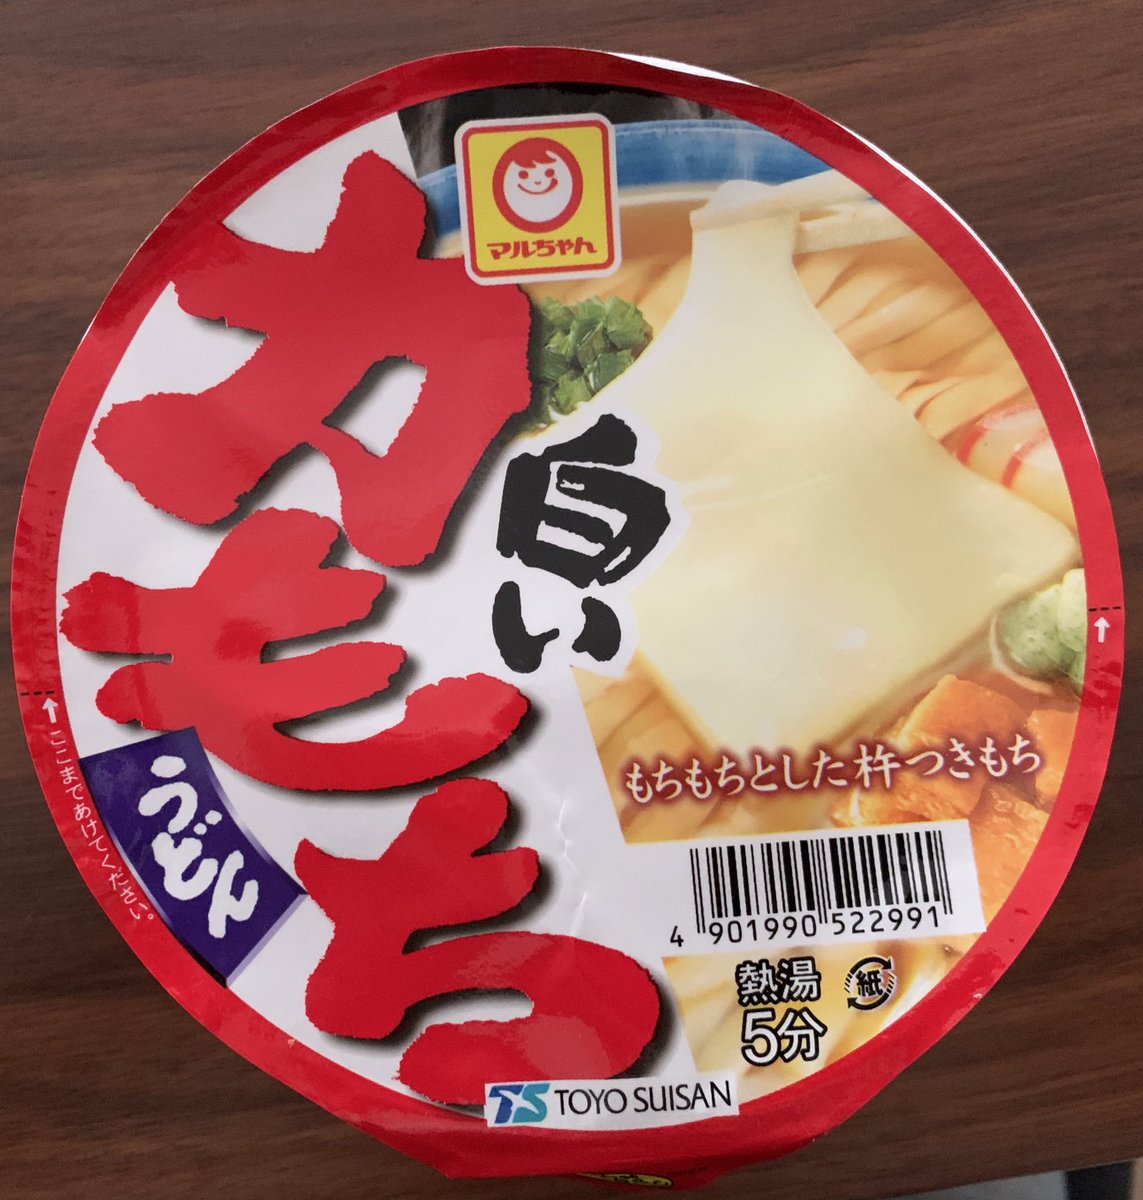 マルちゃん
白い
力もち
うどん
もちもちとした杵つきもち
ここまであけてください。
4 901990 522991
熱湯
5分
紙
TS TOYO SUISAN